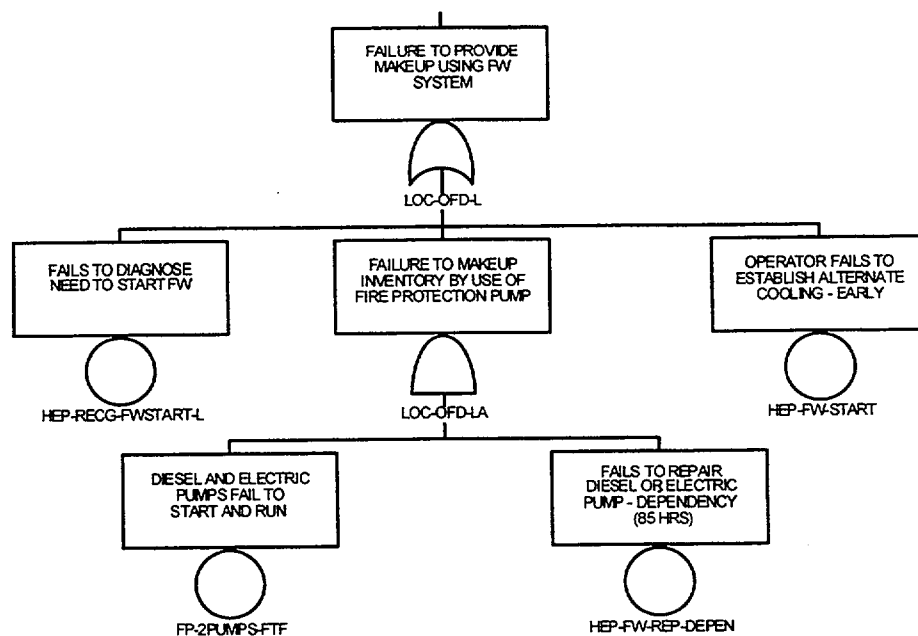 FAILURE TO PROVIDE
MAKEUP USING FW
SYSTEM
LOC-OFD-L
FAILS TO DIAGNOSE
NEED TO START FW
HEP-RECG-FWSTART-L
FAILURE TO MAKEUP
INVENTORY BY USE OF
FIRE PROTECTION PUMP
LOC-OFD-LA
OPERATOR FAILS TO
ESTABLISH ALTERNATE
COOLING - EARLY
HEP-FW-START
DIESEL AND ELECTRIC
PUMPS FAIL TO
START AND RUN
FP-2PUMPS-FTF
FAILS TO REPAIR
DIESEL OR ELECTRIC
PUMP - DEPENDENCY
(85 HRS)
HEP-FW-REP-DEPEN